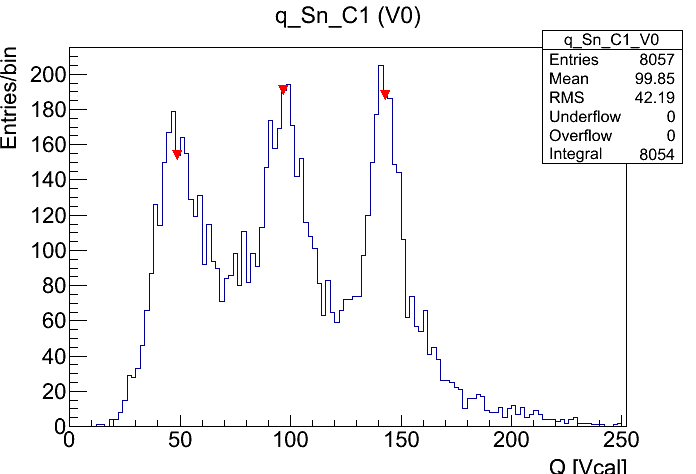 q_Sn_C1 (V0)
q_Sn_C1_V0
Entries 8057
Mean 99.85
RMS 42.19
Underflow 0
Overflow 0
Integral 8054
Entries/bin
200
180
160
140
120
100
80
60
40
20
0
0 50 100 150 200 250
Q [Vcal]